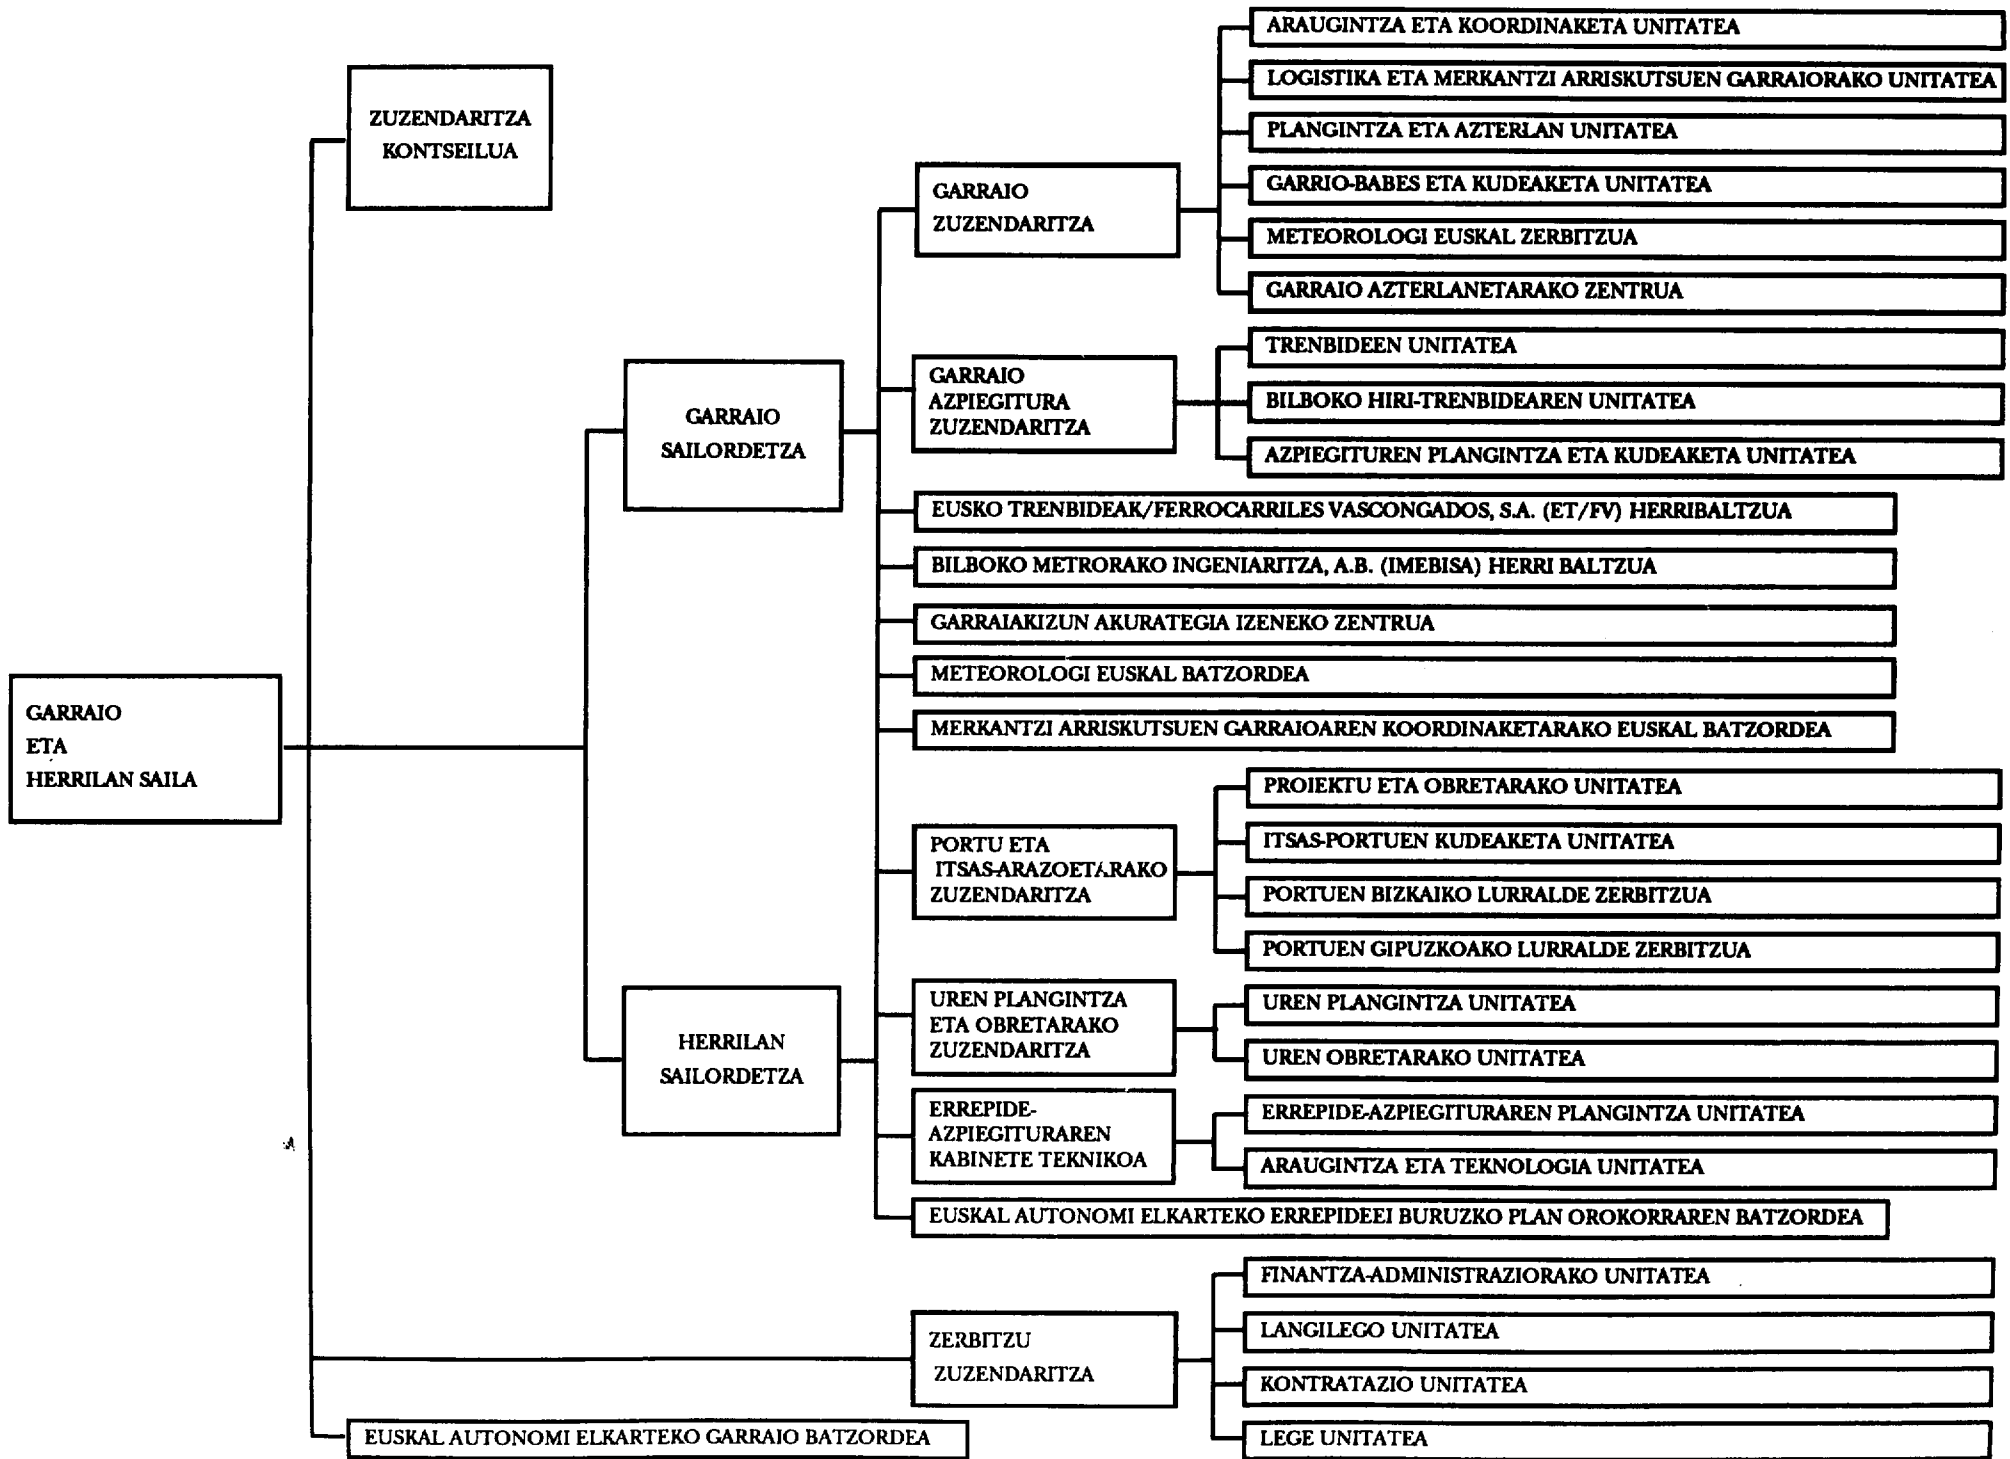 ARAUGINTZA ETA KOORDINAKETA UNITATEA
LOGISTIKA ETA MERKANTZI ARRISKUTSUEN GARRAIORAKO UNITATEA
ZUZENDARITZA
KONTSEILUA
PLANGINTZA ETA AZTERLAN UNITATEA
GARRAIO
ZUZENDARITZA
GARRIO-BABES ETA KUDEAKETA UNITATEA
METEOROLOGI EUSKAL ZERBITZUA
GARRAIO AZTERLANETARAKO ZENTRUA
GARRAIO
SAILORDETZA
GARRAIO
AZPIEGITURA
ZUZENDARITZA
TRENBIDEEN UNITATEA
BILBOKO HIRI-TRENBIDEAREN UNITATEA
AZPIEGITUREN PLANGINTZA ETA KUDEAKETA UNITATEA
EUSKO TRENBIDEAK/FERROCARRILES VASCONGADOS, S.A. (ET/FV) HERRIBALTZUA
BILBOKO METRORAKO INGENIARITZA, A.B. (IMEBISA) HERRI BALTZUA
GARRAIAKIZUN AKURATEGIA IZENEKO ZENTRUA
METEOROLOGI EUSKAL BATZORDEA
MERKANTZI ARRISKUTSUEN GARRAIOAREN KOORDINAKETARAKO EUSKAL BATZORDEA
GARRAIO
ETA
HERRILAN SAILA
PORTU ETA
ITSAS-ARAZOETARAKO
ZUZENDARITZA
PROIEKTU ETA OBRETARAKO UNITATEA
ITSAS-PORTUEN KUDEAKETA UNITATEA
PORTUEN BIZKAIKO LURRALDE ZERBITZUA
PORTUEN GIPUZKOAKO LURRALDE ZERBITZUA
HERRILAN
SAILORDETZA
UREN PLANGINTZA
ETA OBRETARAKO
ZUZENDARITZA
UREN PLANGINTZA UNITATEA
UREN OBRETARAKO UNITATEA
ERREPIDE-
AZPIEGITURAREN
KABINETE TEKNIKOA
ERREPIDE-AZPIEGITURAREN PLANGINTZA UNITATEA
ARAUGINTZA ETA TEKNOLOGIA UNITATEA
EUSKAL AUTONOMI ELKARTEKO ERREPIDEEI BURUZKO PLAN OROKORRAREN BATZORDEA
ZERBITZU
ZUZENDARITZA
FINANTZA-ADMINISTRAZIORAKO UNITATEA
LANGILEGO UNITATEA
KONTRATAZIO UNITATEA
LEGE UNITATEA
EUSKAL AUTONOMI ELKARTEKO GARRAIO BATZORDEA